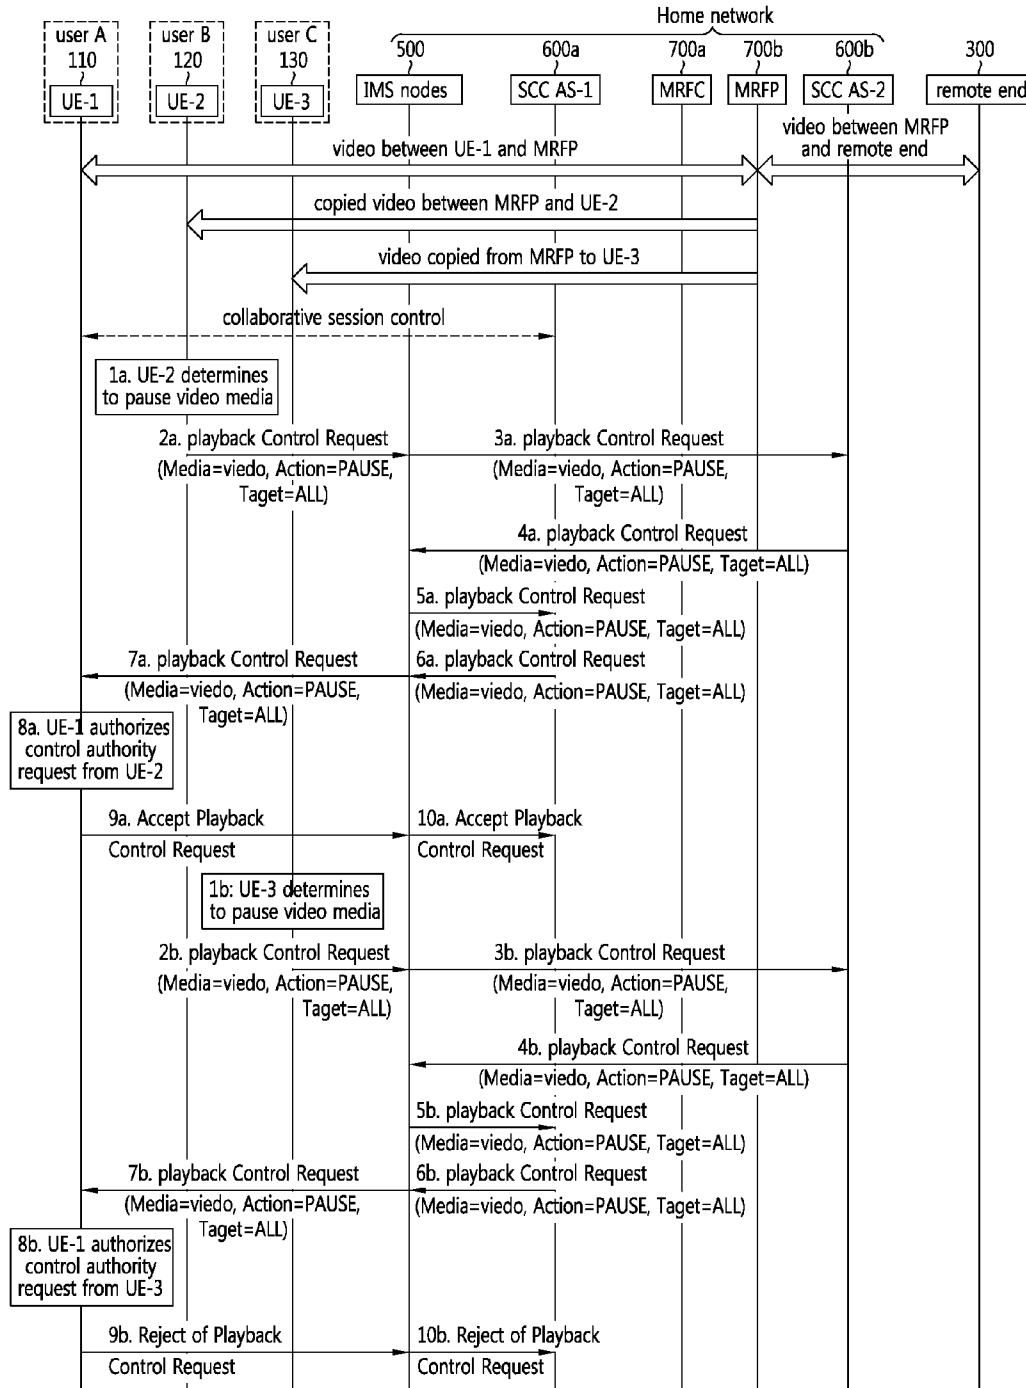 Home network
user A
user B
user C
110
120
130
500
600a
700a
700b
600b
300
UE-1
UE-2
UE-3
IMS nodes
SCC AS-1
MRFC
MRFP
SCC AS-2
remote end
video between UE-1 and MRFP
video between MRFP
and remote end
copied video between MRFP and UE-2
video copied from MRFP to UE-3
collaborative session control
1a. UE-2 determines
to pause video media
2a. playback Control Request
(Media=viedo, Action=PAUSE,
Taget=ALL)
3a. playback Control Request
(Media=viedo, Action=PAUSE,
Taget=ALL)
4a. playback Control Request
(Media=viedo, Action=PAUSE, Taget=ALL)
5a. playback Control Request
(Media=viedo, Action=PAUSE, Taget=ALL)
7a. playback Control Request
(Media=viedo, Action=PAUSE,
Taget=ALL)
6a. playback Control Request
(Media=viedo, Action=PAUSE, Taget=ALL)
8a. UE-1 authorizes
control authority
request from UE-2
9a. Accept Playback
Control Request
10a. Accept Playback
Control Request
1b: UE-3 determines
to pause video media
2b. playback Control Request
(Media=viedo, Action=PAUSE,
Taget=ALL)
3b. playback Control Request
(Media=viedo, Action=PAUSE,
Taget=ALL)
4b. playback Control Request
(Media=viedo, Action=PAUSE, Taget=ALL)
5b. playback Control Request
(Media=viedo, Action=PAUSE, Taget=ALL)
7b. playback Control Request
(Media=viedo, Action=PAUSE,
Taget=ALL)
6b. playback Control Request
(Media=viedo, Action=PAUSE, Taget=ALL)
8b. UE-1 authorizes
control authority
request from UE-3
9b. Reject of Playback
Control Request
10b. Reject of Playback
Control Request